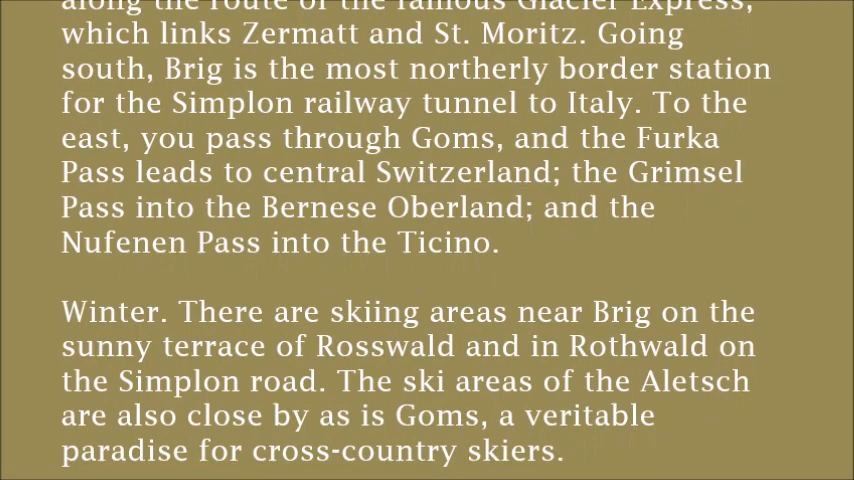 along the route of the famous Glacier Express,
which links Zermatt and St. Moritz. Going
south, Brig is the most northerly border station
for the Simplon railway tunnel to Italy. To the
east, you pass through Goms, and the Furka
Pass leads to central Switzerland; the Grimsel
Pass into the Bernese Oberland; and the
Nufenen Pass into the Ticino.
Winter. There are skiing areas near Brig on the
sunny terrace of Rosswald and in Rothwald on
the Simplon road. The ski areas of the Aletsch
are also close by as is Goms, a veritable
paradise for cross-country skiers.